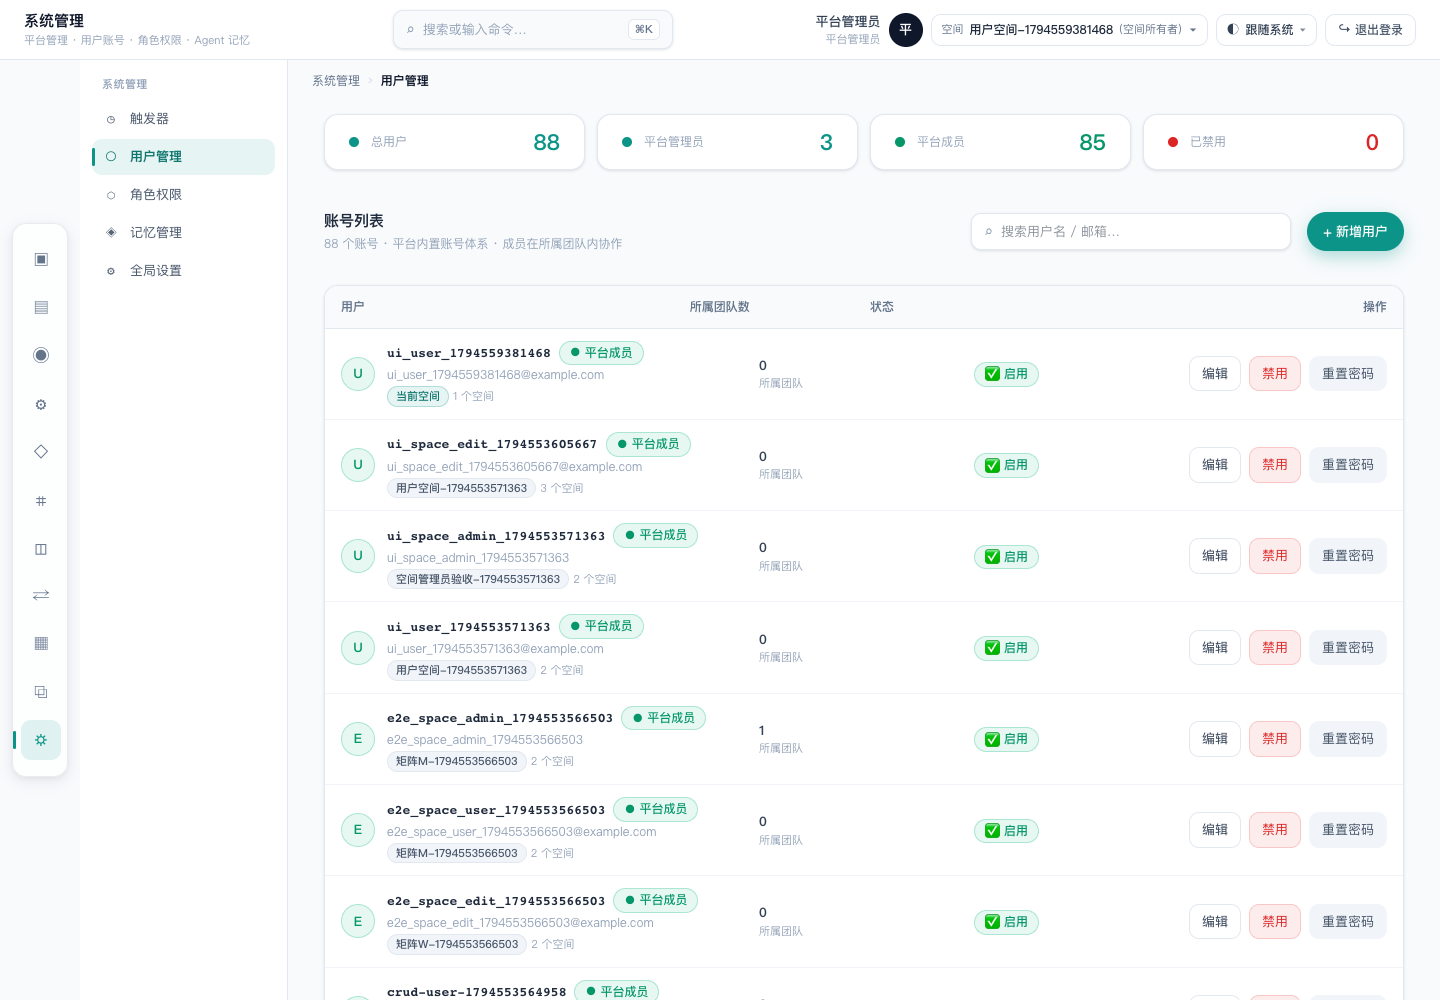 系统管理
平台管理 · 用户账号 · 角色权限 · Agent 记忆
搜索或输入命令…
⌘K
平台管理员
平台管理员
平
空间 用户空间-1794559381468 (空间所有者)
跟随系统
退出登录
系统管理
触发器
用户管理
角色权限
记忆管理
全局设置
系统管理 › 用户管理
总用户 88
平台管理员 3
平台成员 85
已禁用 0
账号列表
88 个账号 · 平台内置账号体系 · 成员在所属团队内协作
搜索用户名 / 邮箱…
+ 新增用户
用户 所属团队数 状态 操作
U
ui_user_1794559381468 平台成员
ui_user_1794559381468@example.com
当前空间 1 个空间
0
所属团队
✅ 启用
编辑 禁用 重置密码
U
ui_space_edit_1794553605667 平台成员
ui_space_edit_1794553605667@example.com
用户空间-1794553571363 3 个空间
0
所属团队
✅ 启用
编辑 禁用 重置密码
U
ui_space_admin_1794553571363 平台成员
ui_space_admin_1794553571363
空间管理员验收-1794553571363 2 个空间
0
所属团队
✅ 启用
编辑 禁用 重置密码
U
ui_user_1794553571363 平台成员
ui_user_1794553571363@example.com
用户空间-1794553571363 2 个空间
0
所属团队
✅ 启用
编辑 禁用 重置密码
E
e2e_space_admin_1794553566503 平台成员
e2e_space_admin_1794553566503
矩阵M-1794553566503 2 个空间
1
所属团队
✅ 启用
编辑 禁用 重置密码
E
e2e_space_user_1794553566503 平台成员
e2e_space_user_1794553566503@example.com
矩阵M-1794553566503 2 个空间
0
所属团队
✅ 启用
编辑 禁用 重置密码
E
e2e_space_edit_1794553566503 平台成员
e2e_space_edit_1794553566503@example.com
矩阵W-1794553566503 2 个空间
0
所属团队
✅ 启用
编辑 禁用 重置密码
crud-user-1794553564958 平台成员